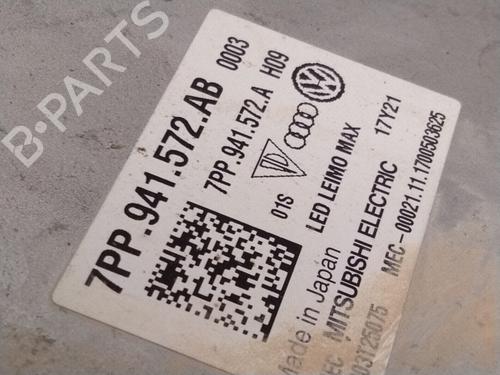 7PP.941.572.AB 0003
7PP.941.572.A H09
01S
LED LEIMO MAX 17Y21
Made in Japan
MITSUBISHI ELECTRIC
MEC-00021.11.1700503625
B-PARTS